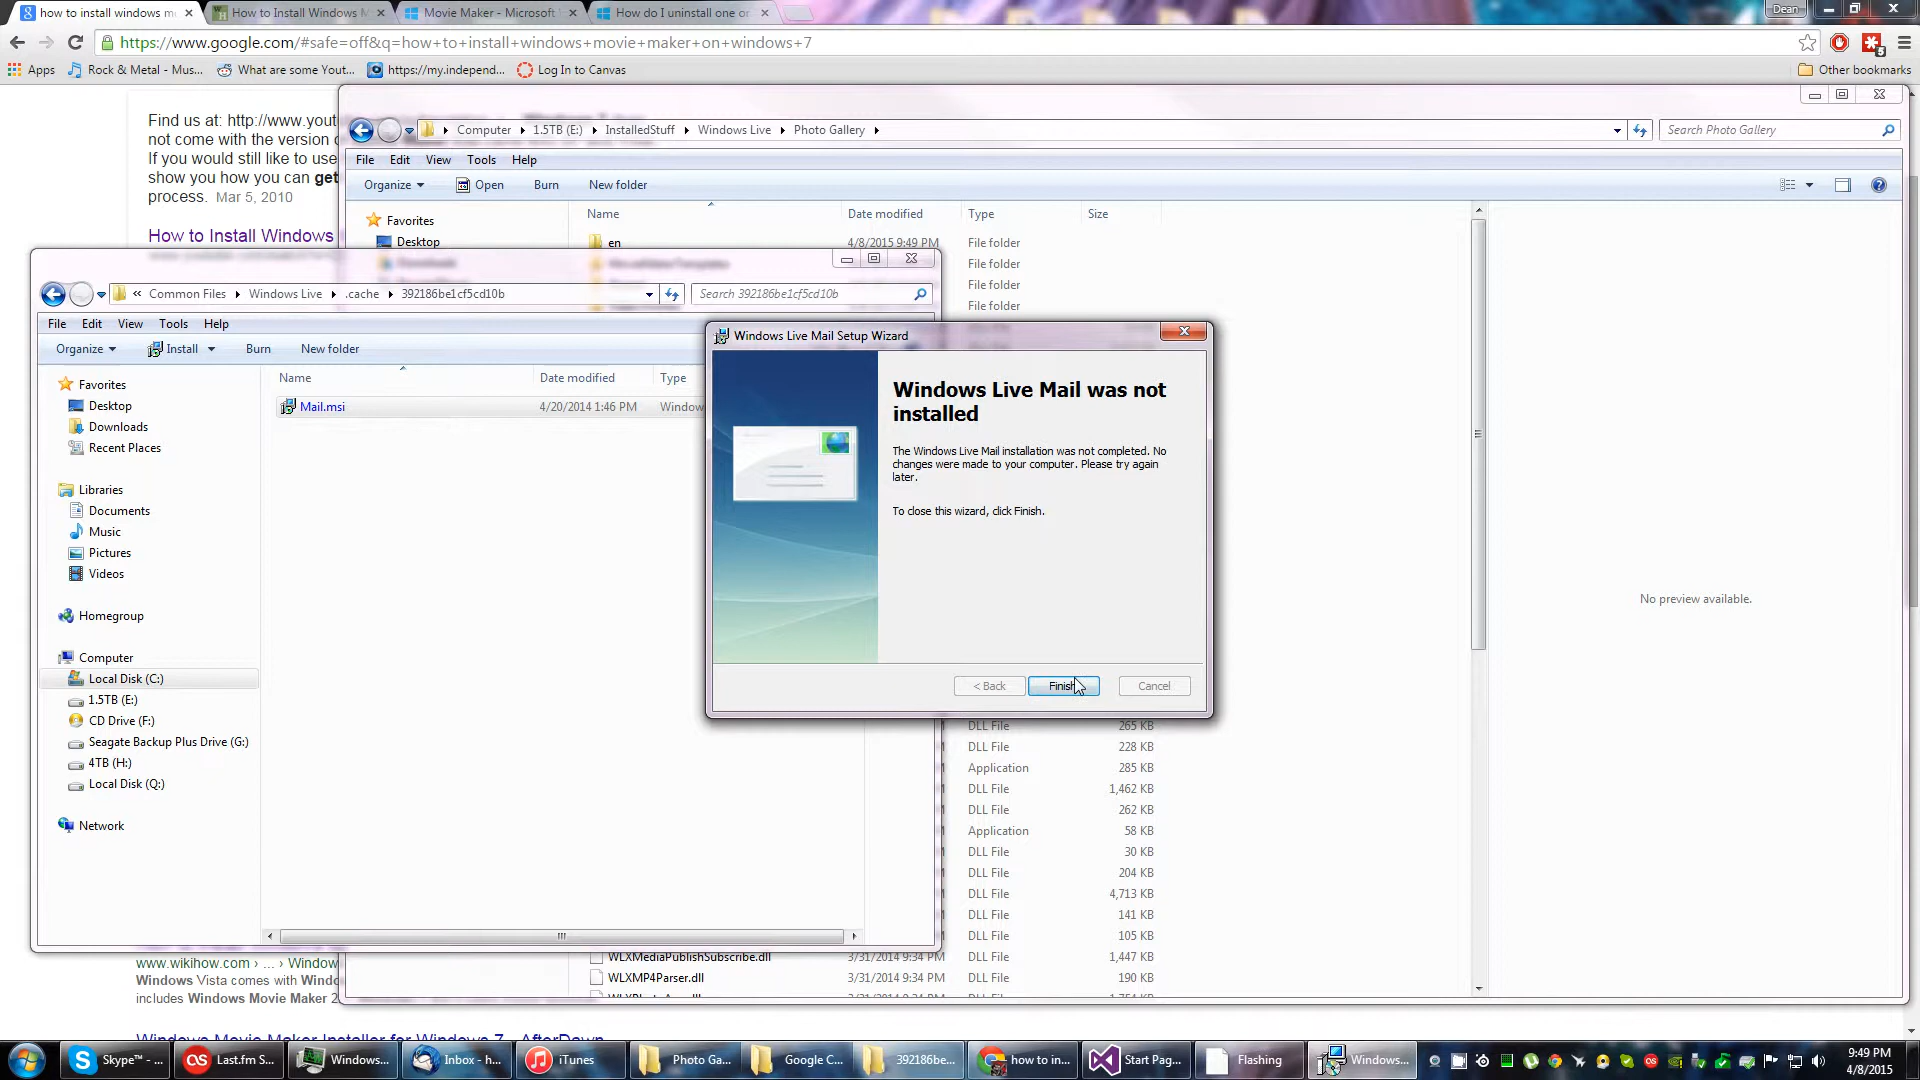 how to install windows m
How to Install Windows M
Movie Maker - Microsoft
How do I uninstall one or
Dean
https://www.google.com/#safe=off&q=how+to+install+windows+movie+maker+on+windows+7
5
Apps
Rock & Metal - Mus...
What are some Yout...
https://my.independ...
Log In to Canvas
Other bookmarks
Find us at: http://www.yout
not come with the version o
If you would still like to use
show you how you can get
process. Mar 5, 2010
How to Install Windows
Computer
1.5TB (E:)
InstalledStuff
Windows Live
Photo Gallery
Search Photo Gallery
File Edit View Tools Help
Organize
Open
Burn
New folder
Name
Date modified
Type
Size
Favorites
Desktop
en
4/8/2015 9:49 PM
File folder
File folder
File folder
File folder
« Common Files
Windows Live
.cache
392186be1cf5cd10b
Search 392186be1cf5cd10b
File Edit View Tools Help
Organize
Install
Burn
New folder
Name
Date modified
Type
Mail.msi
4/20/2014 1:46 PM
Window
Favorites
Desktop
Downloads
Recent Places
Libraries
Documents
Music
Pictures
Videos
Homegroup
Computer
Local Disk (C:)
1.5TB (E:)
CD Drive (F:)
Seagate Backup Plus Drive (G:)
4TB (H:)
Local Disk (Q:)
Network
Windows Live Mail Setup Wizard
Windows Live Mail was not
installed
The Windows Live Mail installation was not completed. No
changes were made to your computer. Please try again
later.
To close this wizard, click Finish.
< Back
Finish
Cancel
No preview available.
DLL File 265 KB
DLL File 228 KB
Application 285 KB
DLL File 1,462 KB
DLL File 262 KB
Application 58 KB
DLL File 30 KB
DLL File 204 KB
DLL File 4,713 KB
DLL File 141 KB
DLL File 105 KB
WLXMediaPublishSubscribe.dll 3/31/2014 9:34 PM DLL File 1,447 KB
WLXMP4Parser.dll 3/31/2014 9:34 PM DLL File 190 KB
www.wikihow.com › ... › Window
Windows Vista comes with Windo
includes Windows Movie Maker 2
Windows Movie Maker Installer for Windows 7 - AfterDawn
Skype™ - ...
Last.fm S...
Windows...
Inbox - h...
iTunes
Photo Ga...
Google C...
392186be...
how to in...
Start Pag...
Flashing
Windows...
9:49 PM
4/8/2015